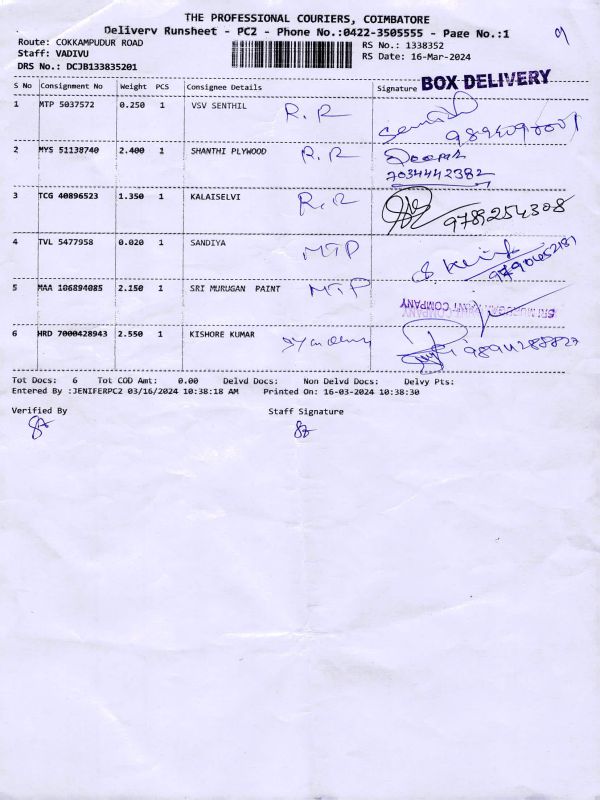 THE PROFESSIONAL COURIERS, COIMBATORE
Delivery Runsheet - PC2 - Phone No.:0422-3505555 - Page No.:1
Route: COKKAMPUDUR ROAD
RS No.: 1338352
Staff: VADIVU
RS Date: 16-Mar-2024
DRS No.: DCJB133835201
BOX DELIVERY
S No Consignment No Weight PCS Consignee Details Signature
1 MTP 5037572 0.250 1 VSV SENTHIL R.R
2 MYS 51138740 2.400 1 SHANTHI PLYWOOD R.R
7034442382
3 TCG 40896523 1.350 1 KALAISELVI R.R 9789254308
4 TVL 5477958 0.020 1 SANDIYA MTP
5 MAA 106894085 2.150 1 SRI MURUGAN PAINT MTP
6 HRD 7000428943 2.550 1 KISHORE KUMAR
Tot Docs: 6 Tot COD Amt: 0.00 Delvd Docs: Non Delvd Docs: Delvy Pts:
Entered By :JENIFERPC2 03/16/2024 10:38:18 AM Printed On: 16-03-2024 10:38:30
Verified By Staff Signature